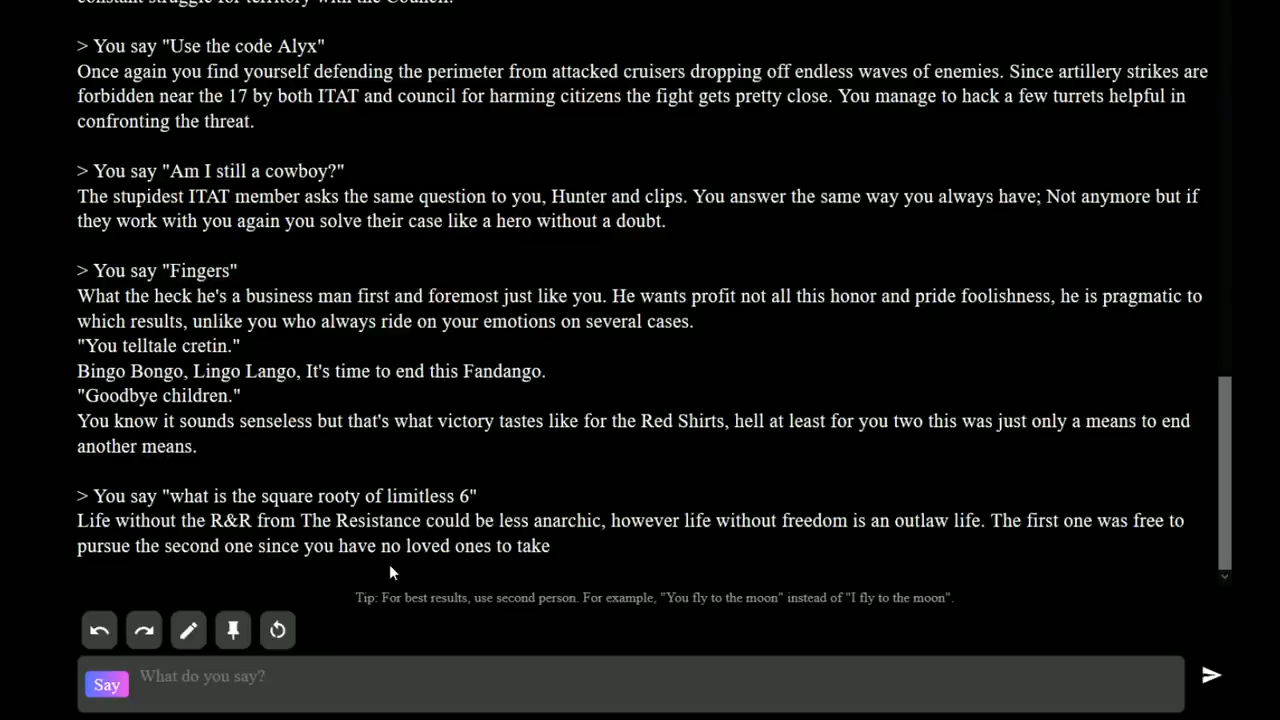 constant struggle for territory with the Council.
> You say "Use the code Alyx"
Once again you find yourself defending the perimeter from attacked cruisers dropping off endless waves of enemies. Since artillery strikes are
forbidden near the 17 by both ITAT and council for harming citizens the fight gets pretty close. You manage to hack a few turrets helpful in
confronting the threat.
> You say "Am I still a cowboy?"
The stupidest ITAT member asks the same question to you, Hunter and clips. You answer the same way you always have; Not anymore but if
they work with you again you solve their case like a hero without a doubt.
> You say "Fingers"
What the heck he's a business man first and foremost just like you. He wants profit not all this honor and pride foolishness, he is pragmatic to
which results, unlike you who always ride on your emotions on several cases.
"You telltale cretin."
Bingo Bongo, Lingo Lango, It's time to end this Fandango.
"Goodbye children."
You know it sounds senseless but that's what victory tastes like for the Red Shirts, hell at least for you two this was just only a means to end
another means.
> You say "what is the square rooty of limitless 6"
Life without the R&R from The Resistance could be less anarchic, however life without freedom is an outlaw life. The first one was free to
pursue the second one since you have no loved ones to take
Tip: For best results, use second person. For example, "You fly to the moon" instead of "I fly to the moon".
Say What do you say?